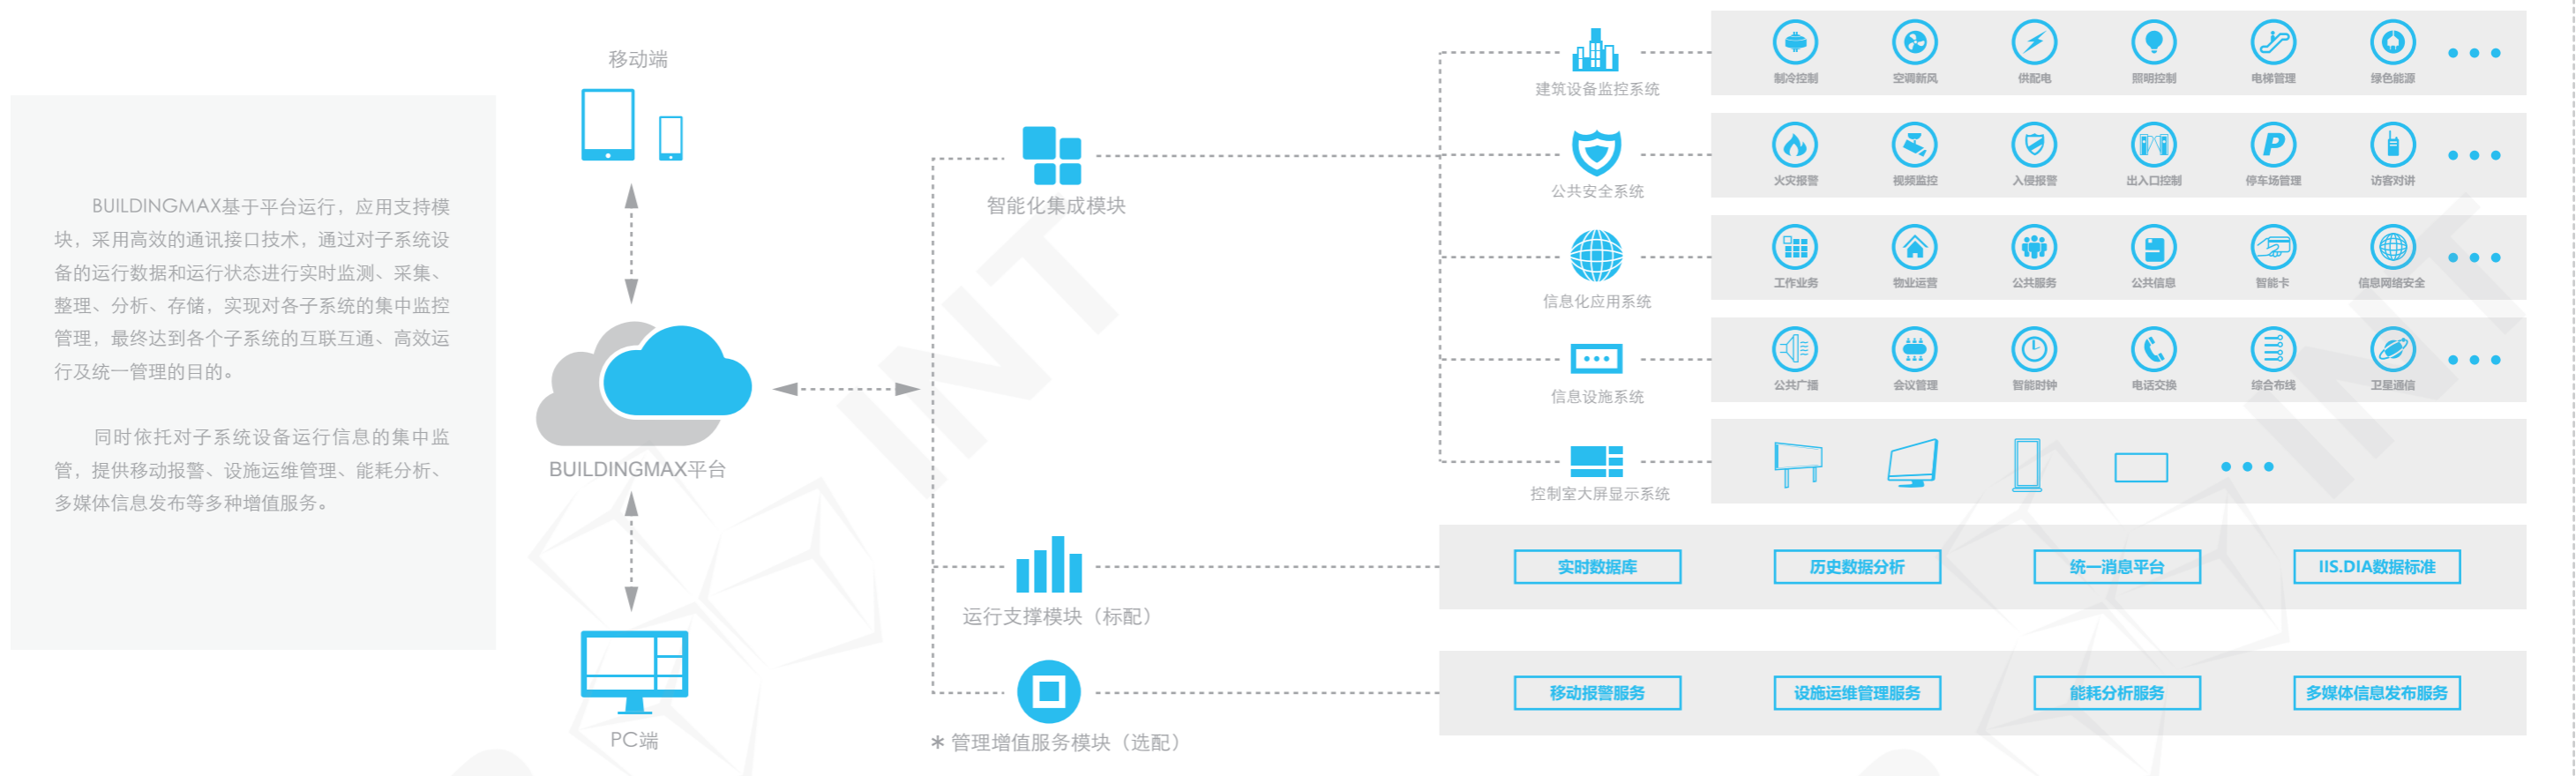 BUILDINGMAX基于平台运行，应用支持模
块，采用高效的通讯接口技术，通过对子系统设
备的运行数据和运行状态进行实时监测、采集、
整理、分析、存储，实现对各子系统的集中监控
管理，最终达到各个子系统的互联互通、高效运
行及统一管理的目的。
同时依托对子系统设备运行信息的集中监
管，提供移动报警、设施运维管理、能耗分析、
多媒体信息发布等多种增值服务。
移动端
BUILDINGMAX平台
PC端
智能化集成模块
运行支撑模块（标配）
* 管理增值服务模块（选配）
建筑设备监控系统
制冷控制
空调新风
供配电
照明控制
电梯管理
绿色能源
公共安全系统
火灾报警
视频监控
入侵报警
出入口控制
P
停车场管理
访客对讲
信息化应用系统
工作业务
物业运营
公共服务
公共信息
智能卡
信息网络安全
信息设施系统
公共广播
会议管理
智能时钟
电话交换
综合布线
卫星通信
控制室大屏显示系统
实时数据库
历史数据分析
统一消息平台
IIS.DIA数据标准
移动报警服务
设施运维管理服务
能耗分析服务
多媒体信息发布服务
INT
INT